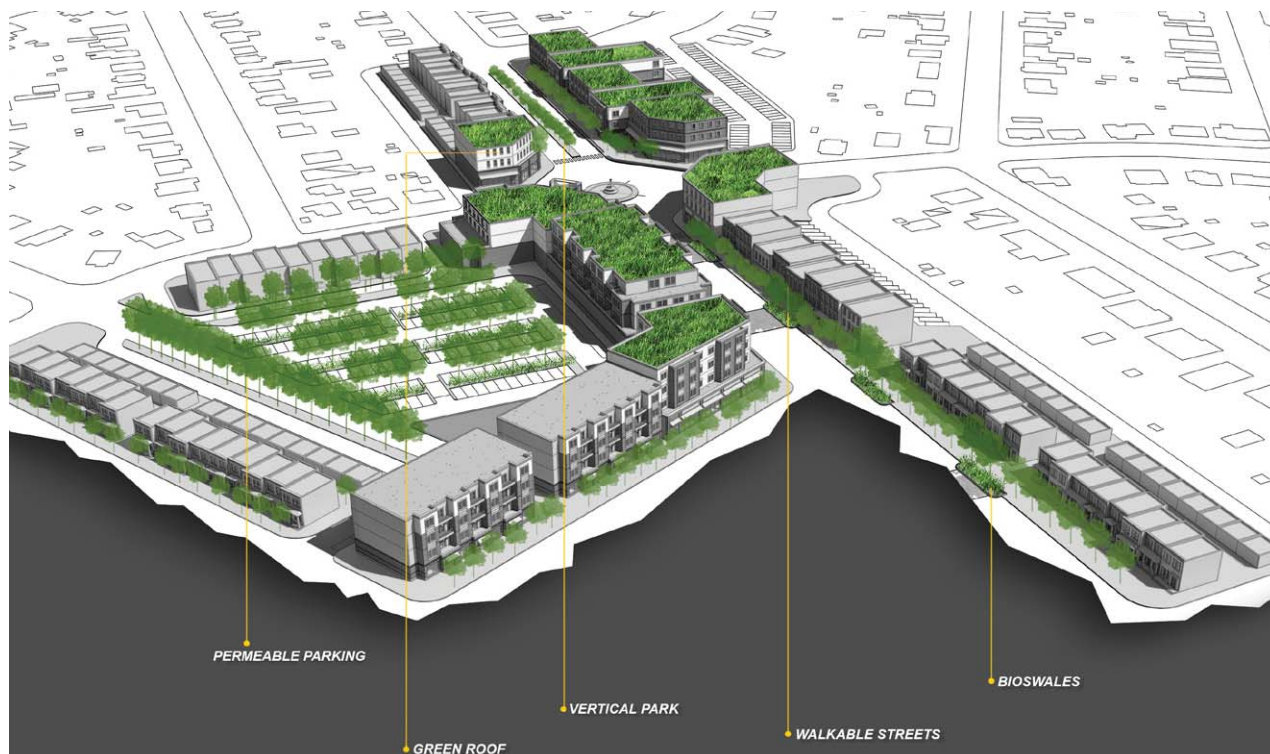 PERMEABLE PARKING
BIOSWALES
VERTICAL PARK
WALKABLE STREETS
GREEN ROOF